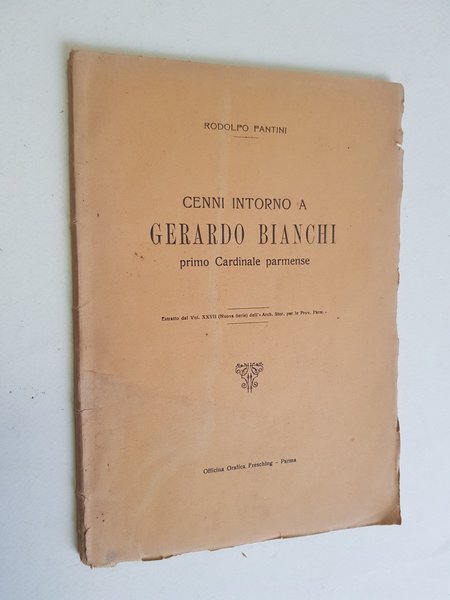 RODOLFO FANTINI
CENNI INTORNO A
GERARDO BIANCHI
primo Cardinale parmense
Estratto dal Vol. XXVII (Nuova Serie) dell'« Arch. Stor. per le Prov. Parm. »
Officina Grafica Fresching – Parma